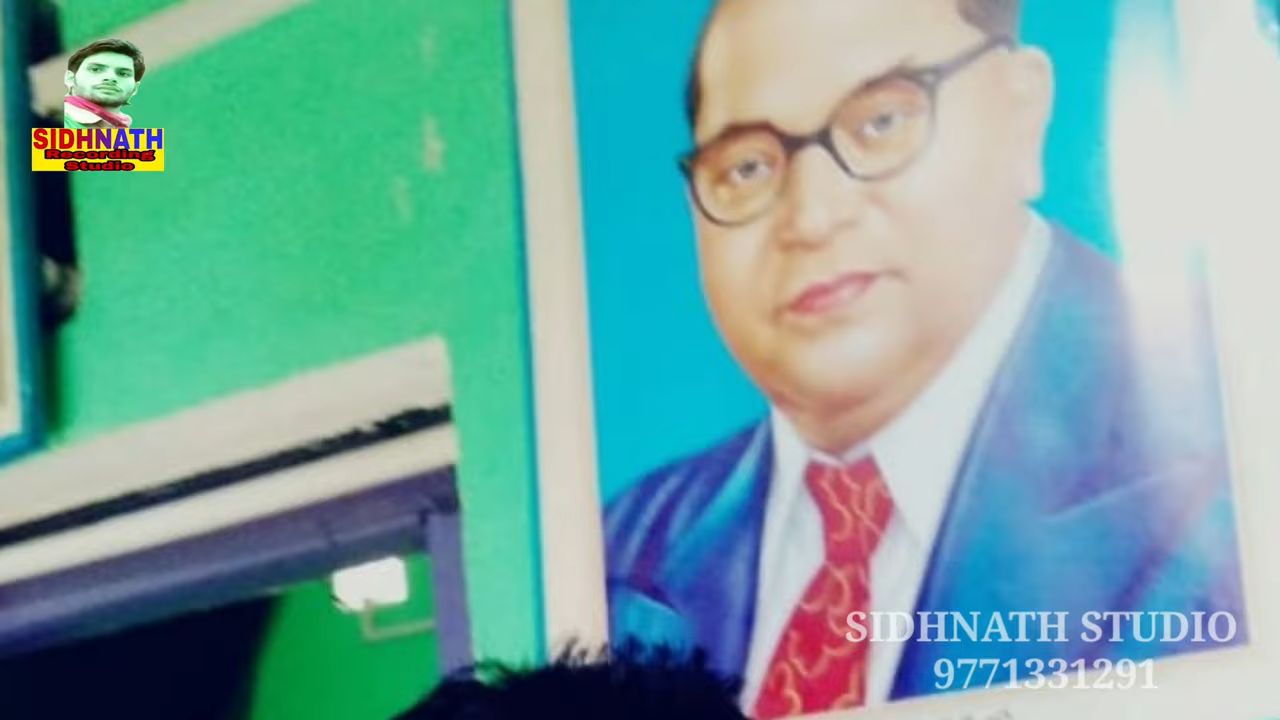 SIDHNATH
Recording
Studio
SIDHNATH STUDIO
9771331291